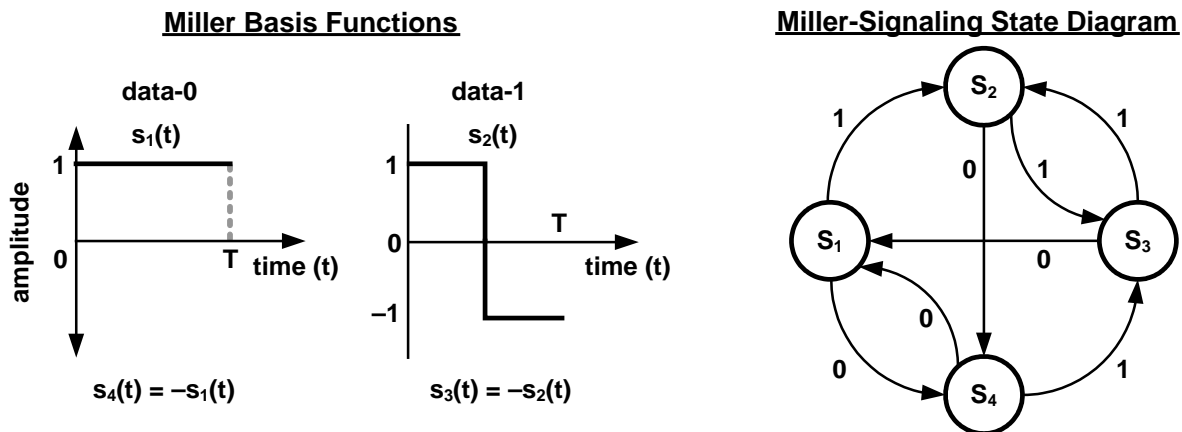 Miller Basis Functions
data-0
data-1
s₁(t)
s₂(t)
amplitude
1
0
T
time (t)
1
0
–1
T
time (t)
s₄(t) = –s₁(t)
s₃(t) = –s₂(t)
Miller-Signaling State Diagram
S₂
1
1
0
1
S₁
S₃
0
0
0
1
S₄